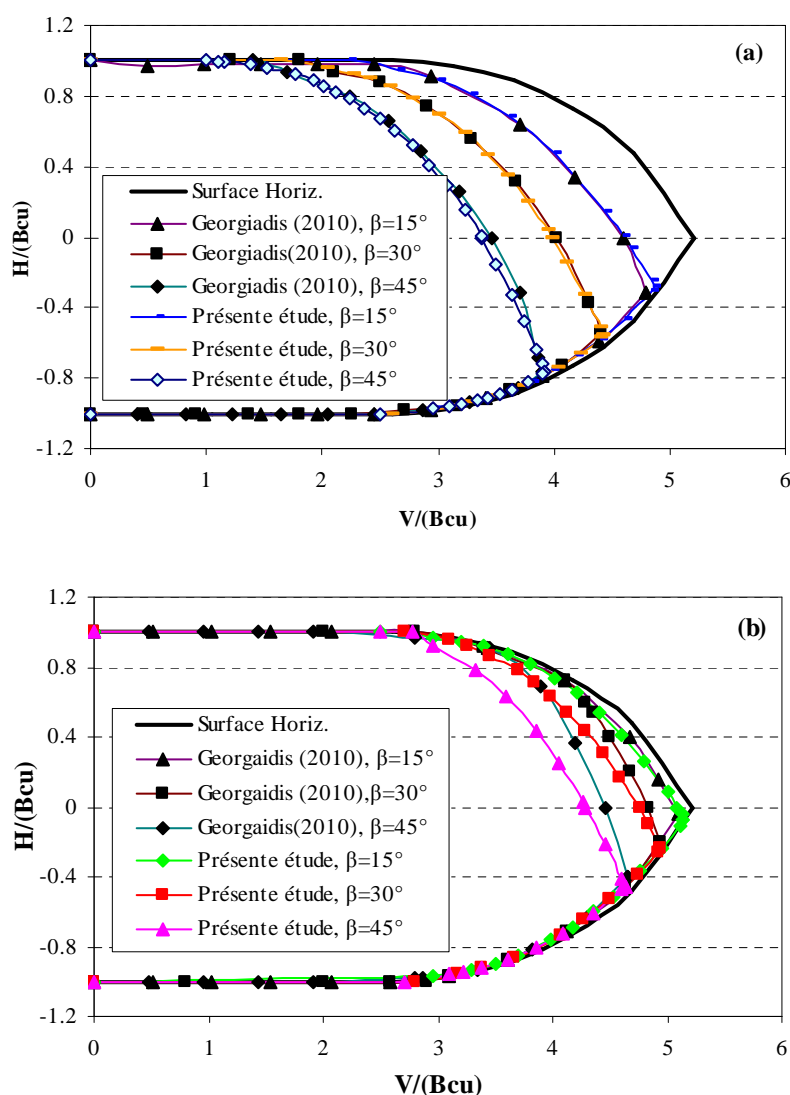 (a)
H/(Bcu)
1.2
0.8
0.4
0
-0.4
-0.8
-1.2
Surface Horiz.
Georgiadis (2010), β=15°
Georgiadis(2010), β=30°
Georgiadis (2010), β=45°
Présente étude, β=15°
Présente étude, β=30°
Présente étude, β=45°
0 1 2 3 4 5 6
V/(Bcu)
(b)
H/(Bcu)
1.2
0.8
0.4
0
-0.4
-0.8
-1.2
Surface Horiz.
Georgaidis (2010), β=15°
Georgaidis (2010),β=30°
Georgaidis(2010), β=45°
Présente étude, β=15°
Présente étude, β=30°
Présente étude, β=45°
0 1 2 3 4 5 6
V/(Bcu)